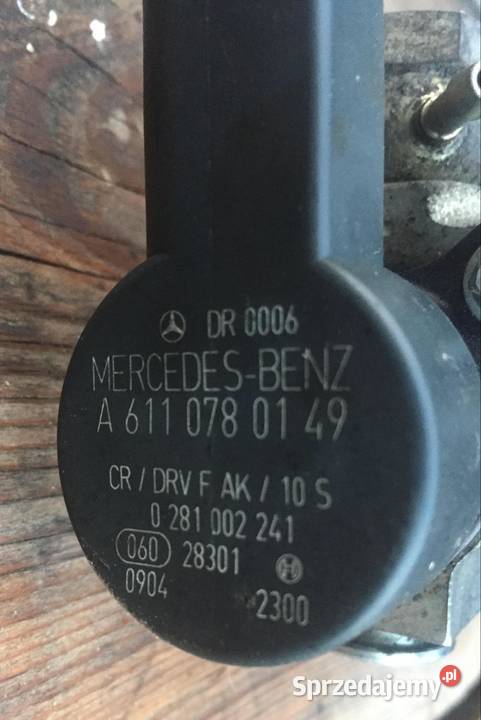 DR 0006
MERCEDES-BENZ
A 611 078 01 49
CR / DRV F AK / 10 S
0 281 002 241
060 28301
0904 2300
Sprzedajemy.pl